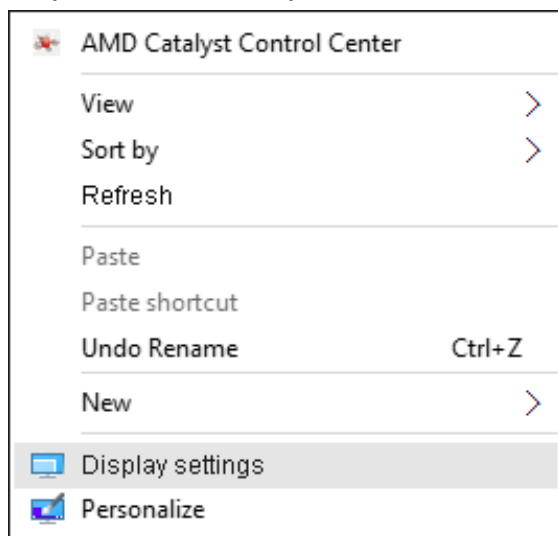 AMD Catalyst Control Center
View
Sort by
Refresh
Paste
Paste shortcut
Undo Rename Ctrl+Z
New
Display settings
Personalize